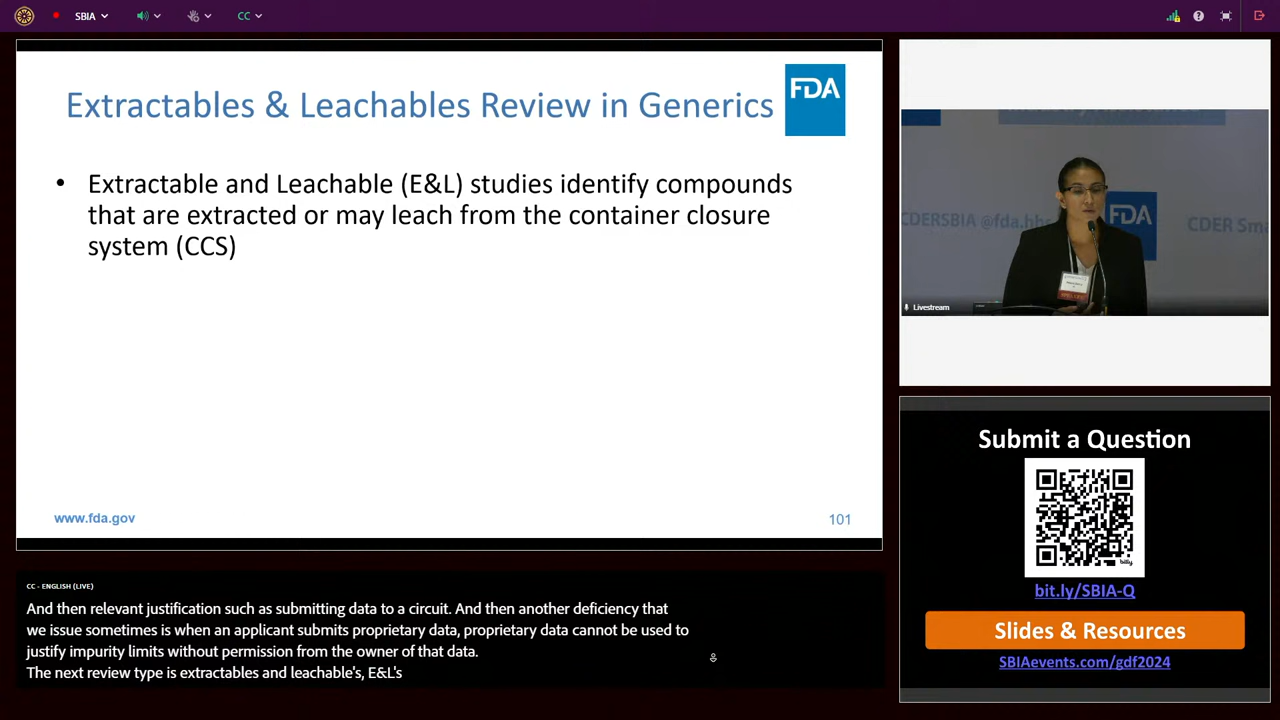 SBIA
CC
Extractables & Leachables Review in Generics
FDA
• Extractable and Leachable (E&L) studies identify compounds
that are extracted or may leach from the container closure
system (CCS)
www.fda.gov
101
CC - ENGLISH (LIVE)
And then relevant justification such as submitting data to a circuit. And then another deficiency that
we issue sometimes is when an applicant submits proprietary data, proprietary data cannot be used to
justify impurity limits without permission from the owner of that data.
The next review type is extractables and leachable's, E&L's
CDERSBIA @fda.hhs
FDA
CDER Sma
Livestream
Submit a Question
bitly
bit.ly/SBIA-Q
Slides & Resources
SBIAevents.com/gdf2024